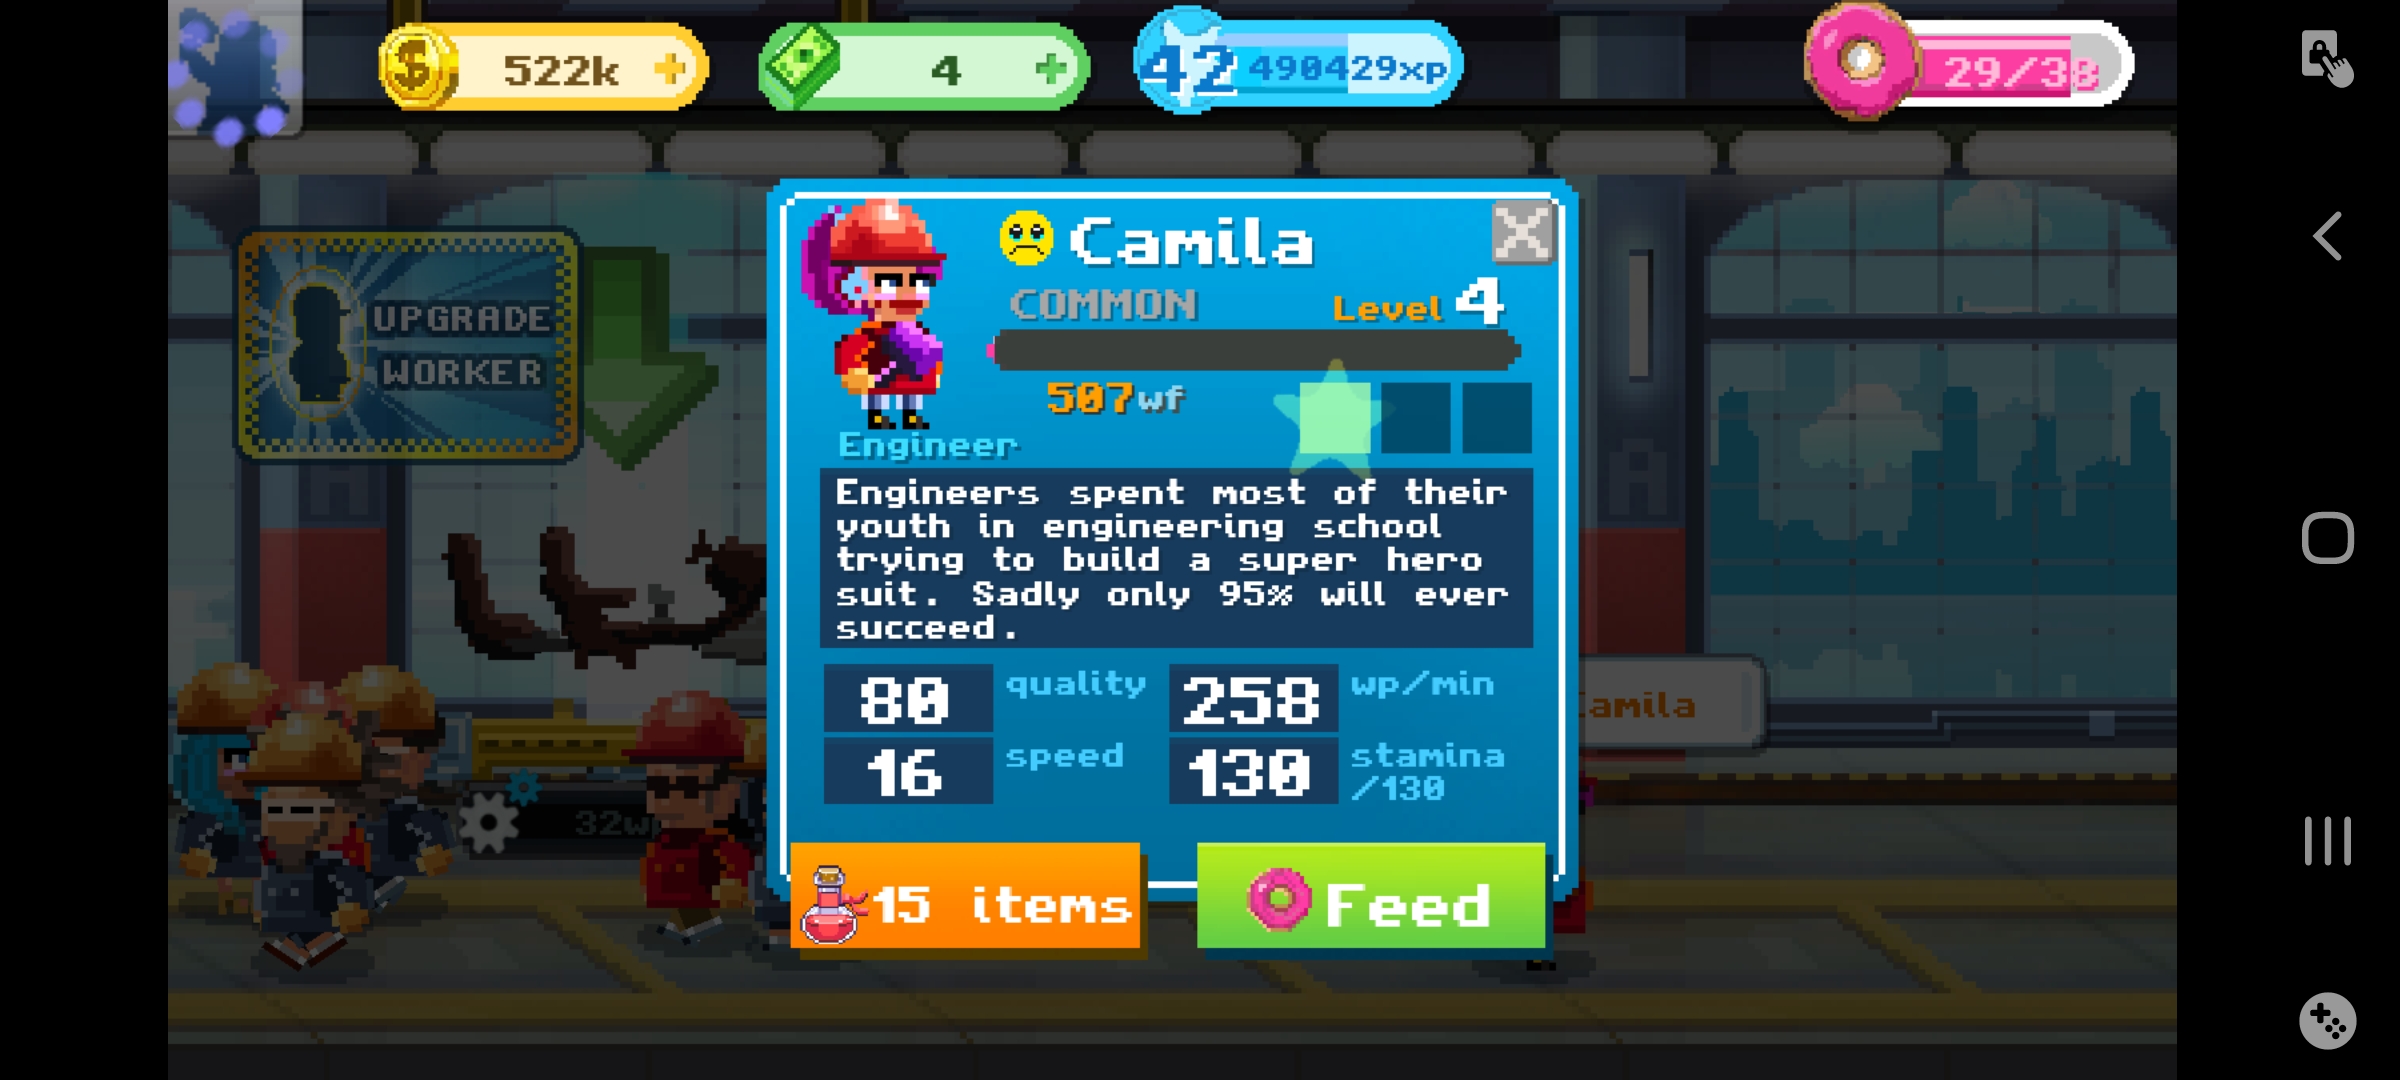 522k
4
42 490429xp
29/30
Camila
COMMON
Level 4
507wf
Engineer
Engineers spent most of their
youth in engineering school
trying to build a super hero
suit. Sadly only 95% will ever
succeed.
80 quality
258 wp/min
16 speed
130 stamina
/130
15 items
Feed
UPGRADE
WORKER